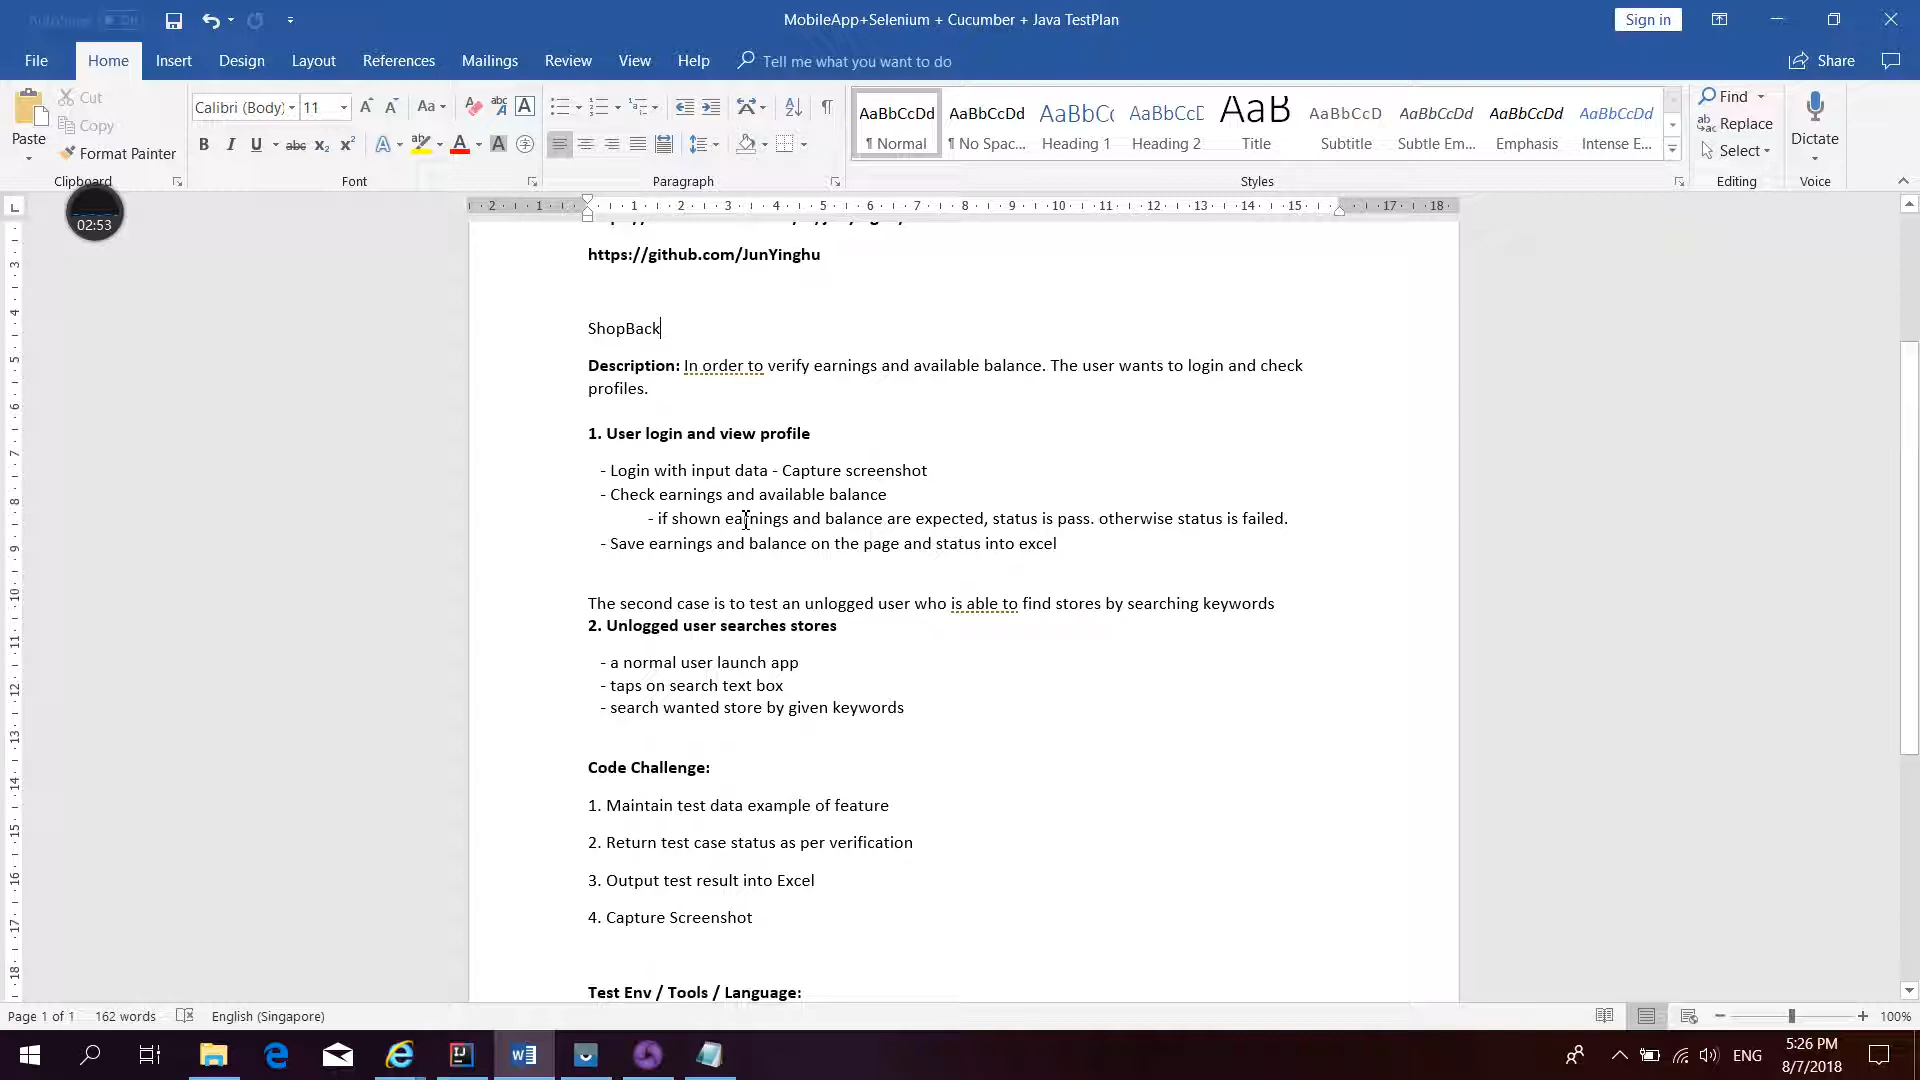 MobileApp+Selenium + Cucumber + Java TestPlan
Sign in
File Home Insert Design Layout References Mailings Review View Help Tell me what you want to do Share
Paste
Cut
Copy
Format Painter
Clipboard
Calibri (Body) 11
Font
Paragraph
AaBbCcDd ¶ Normal
AaBbCcDd ¶ No Spac...
AaBbCc Heading 1
AaBbCcD Heading 2
AaB Title
AaBbCcD Subtitle
AaBbCcDd Subtle Em...
AaBbCcDd Emphasis
AaBbCcDd Intense E...
Styles
Find
Replace
Select
Editing
Dictate
Voice
02:53
https://github.com/JunYinghu
ShopBack
Description: In order to verify earnings and available balance. The user wants to login and check
profiles.
1. User login and view profile
- Login with input data - Capture screenshot
- Check earnings and available balance
- if shown earnings and balance are expected, status is pass. otherwise status is failed.
- Save earnings and balance on the page and status into excel
The second case is to test an unlogged user who is able to find stores by searching keywords
2. Unlogged user searches stores
- a normal user launch app
- taps on search text box
- search wanted store by given keywords
Code Challenge:
1. Maintain test data example of feature
2. Return test case status as per verification
3. Output test result into Excel
4. Capture Screenshot
Test Env / Tools / Language:
Page 1 of 1 162 words English (Singapore) 100%
ENG
5:26 PM
8/7/2018